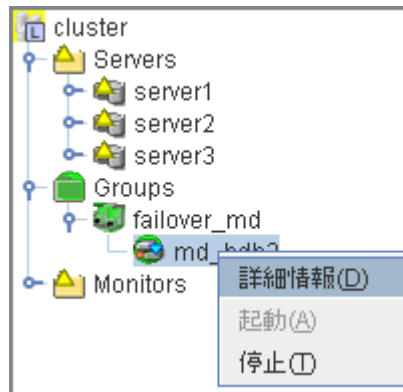 cluster
Servers
server1
server2
server3
Groups
failover_md
Monitors
詳細情報(D)
起動(A)
停止(T)